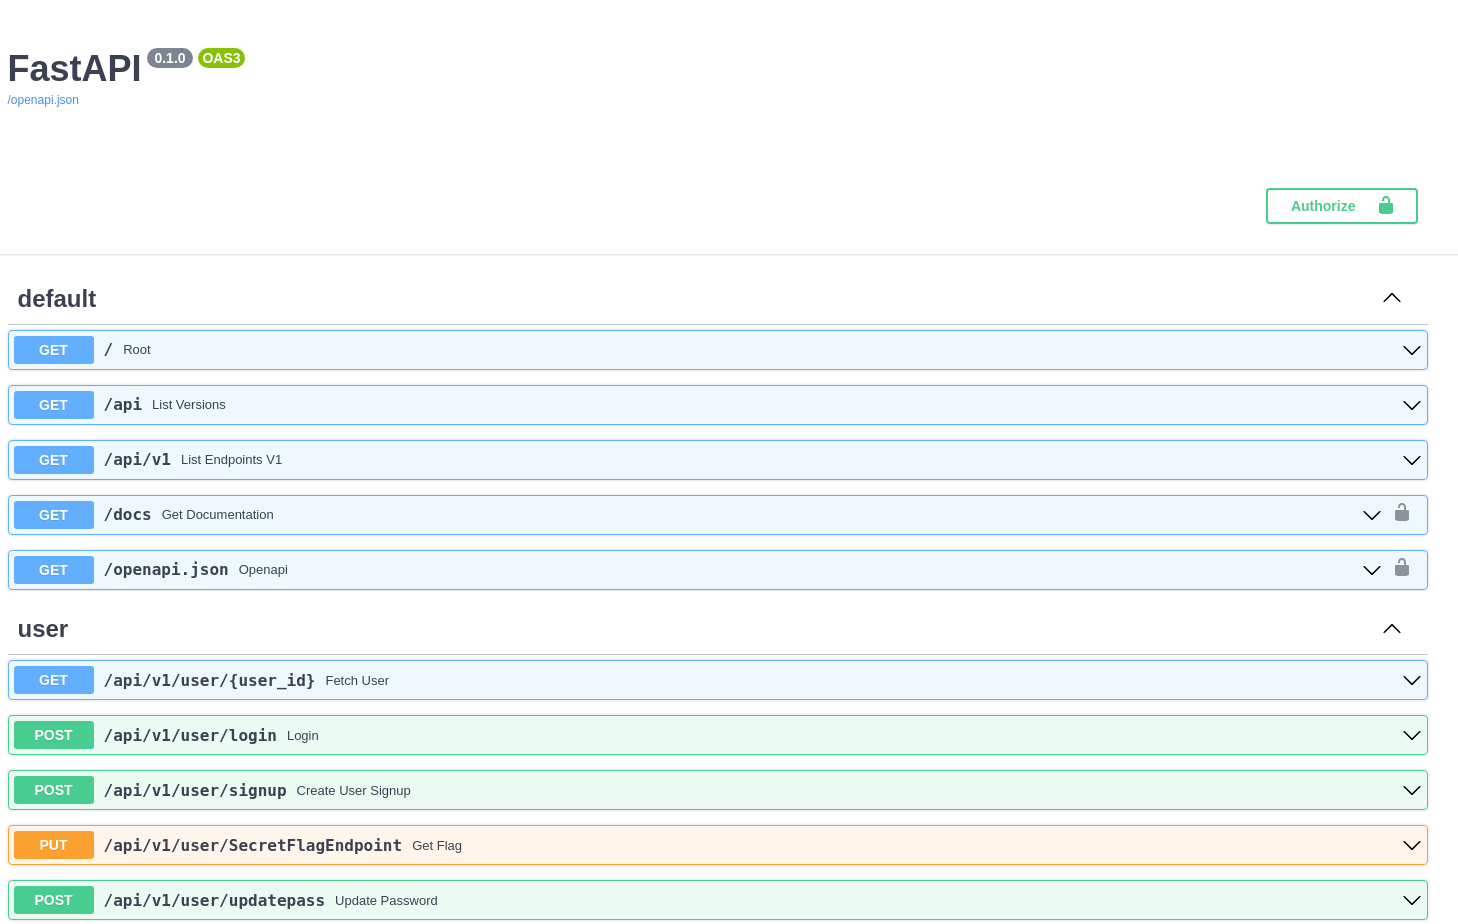 FastAPI 0.1.0 OAS3
/openapi.json
Authorize
default
GET / Root
GET /api List Versions
GET /api/v1 List Endpoints V1
GET /docs Get Documentation
GET /openapi.json Openapi
user
GET /api/v1/user/{user_id} Fetch User
POST /api/v1/user/login Login
POST /api/v1/user/signup Create User Signup
PUT /api/v1/user/SecretFlagEndpoint Get Flag
POST /api/v1/user/updatepass Update Password